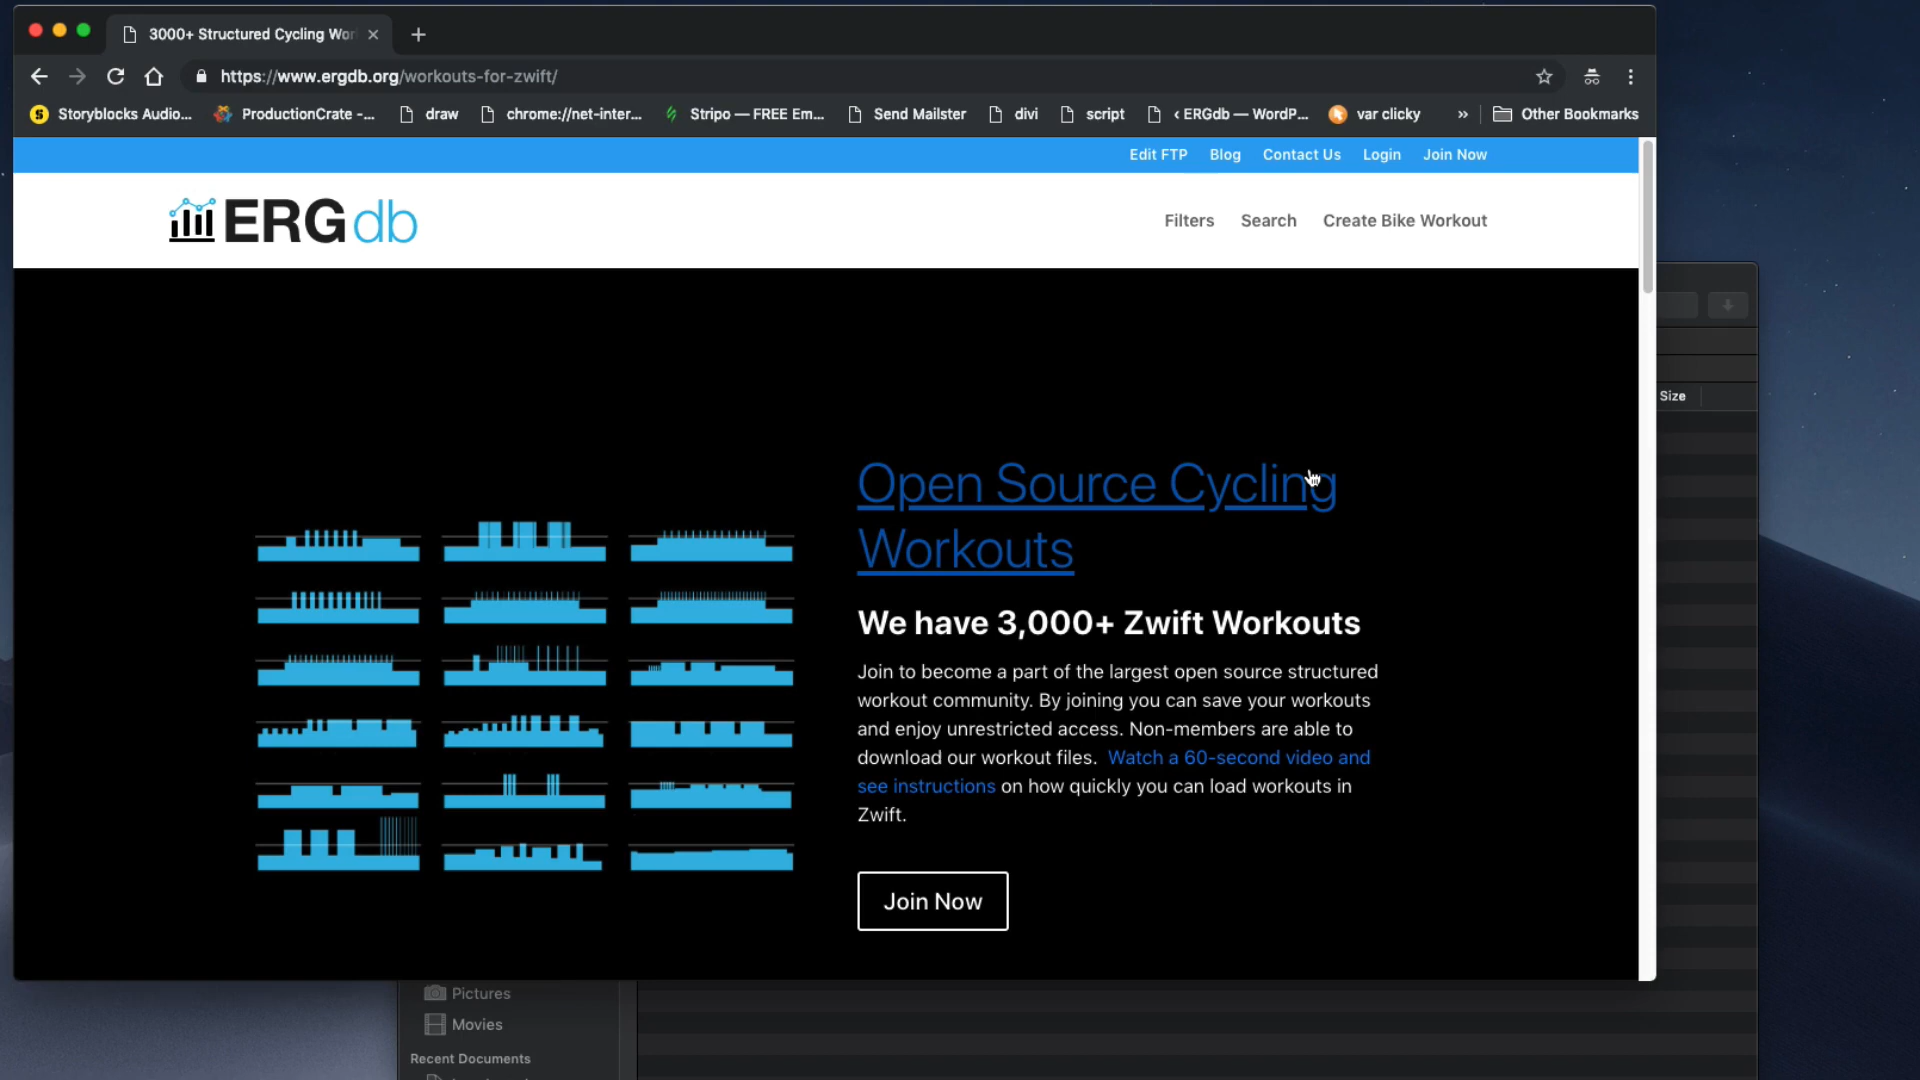 3000+ Structured Cycling Wor
https://www.ergdb.org/workouts-for-zwift/
Storyblocks Audio... ProductionCrate -... draw chrome://net-inter... Stripo — FREE Em... Send Mailster divi script ‹ ERGdb — WordP... var clicky » Other Bookmarks
Edit FTP Blog Contact Us Login Join Now
ERGdb
Filters Search Create Bike Workout
Size
Open Source Cycling
Workouts
We have 3,000+ Zwift Workouts
Join to become a part of the largest open source structured
workout community. By joining you can save your workouts
and enjoy unrestricted access. Non-members are able to
download our workout files. Watch a 60-second video and
see instructions on how quickly you can load workouts in
Zwift.
Join Now
Pictures
Movies
Recent Documents